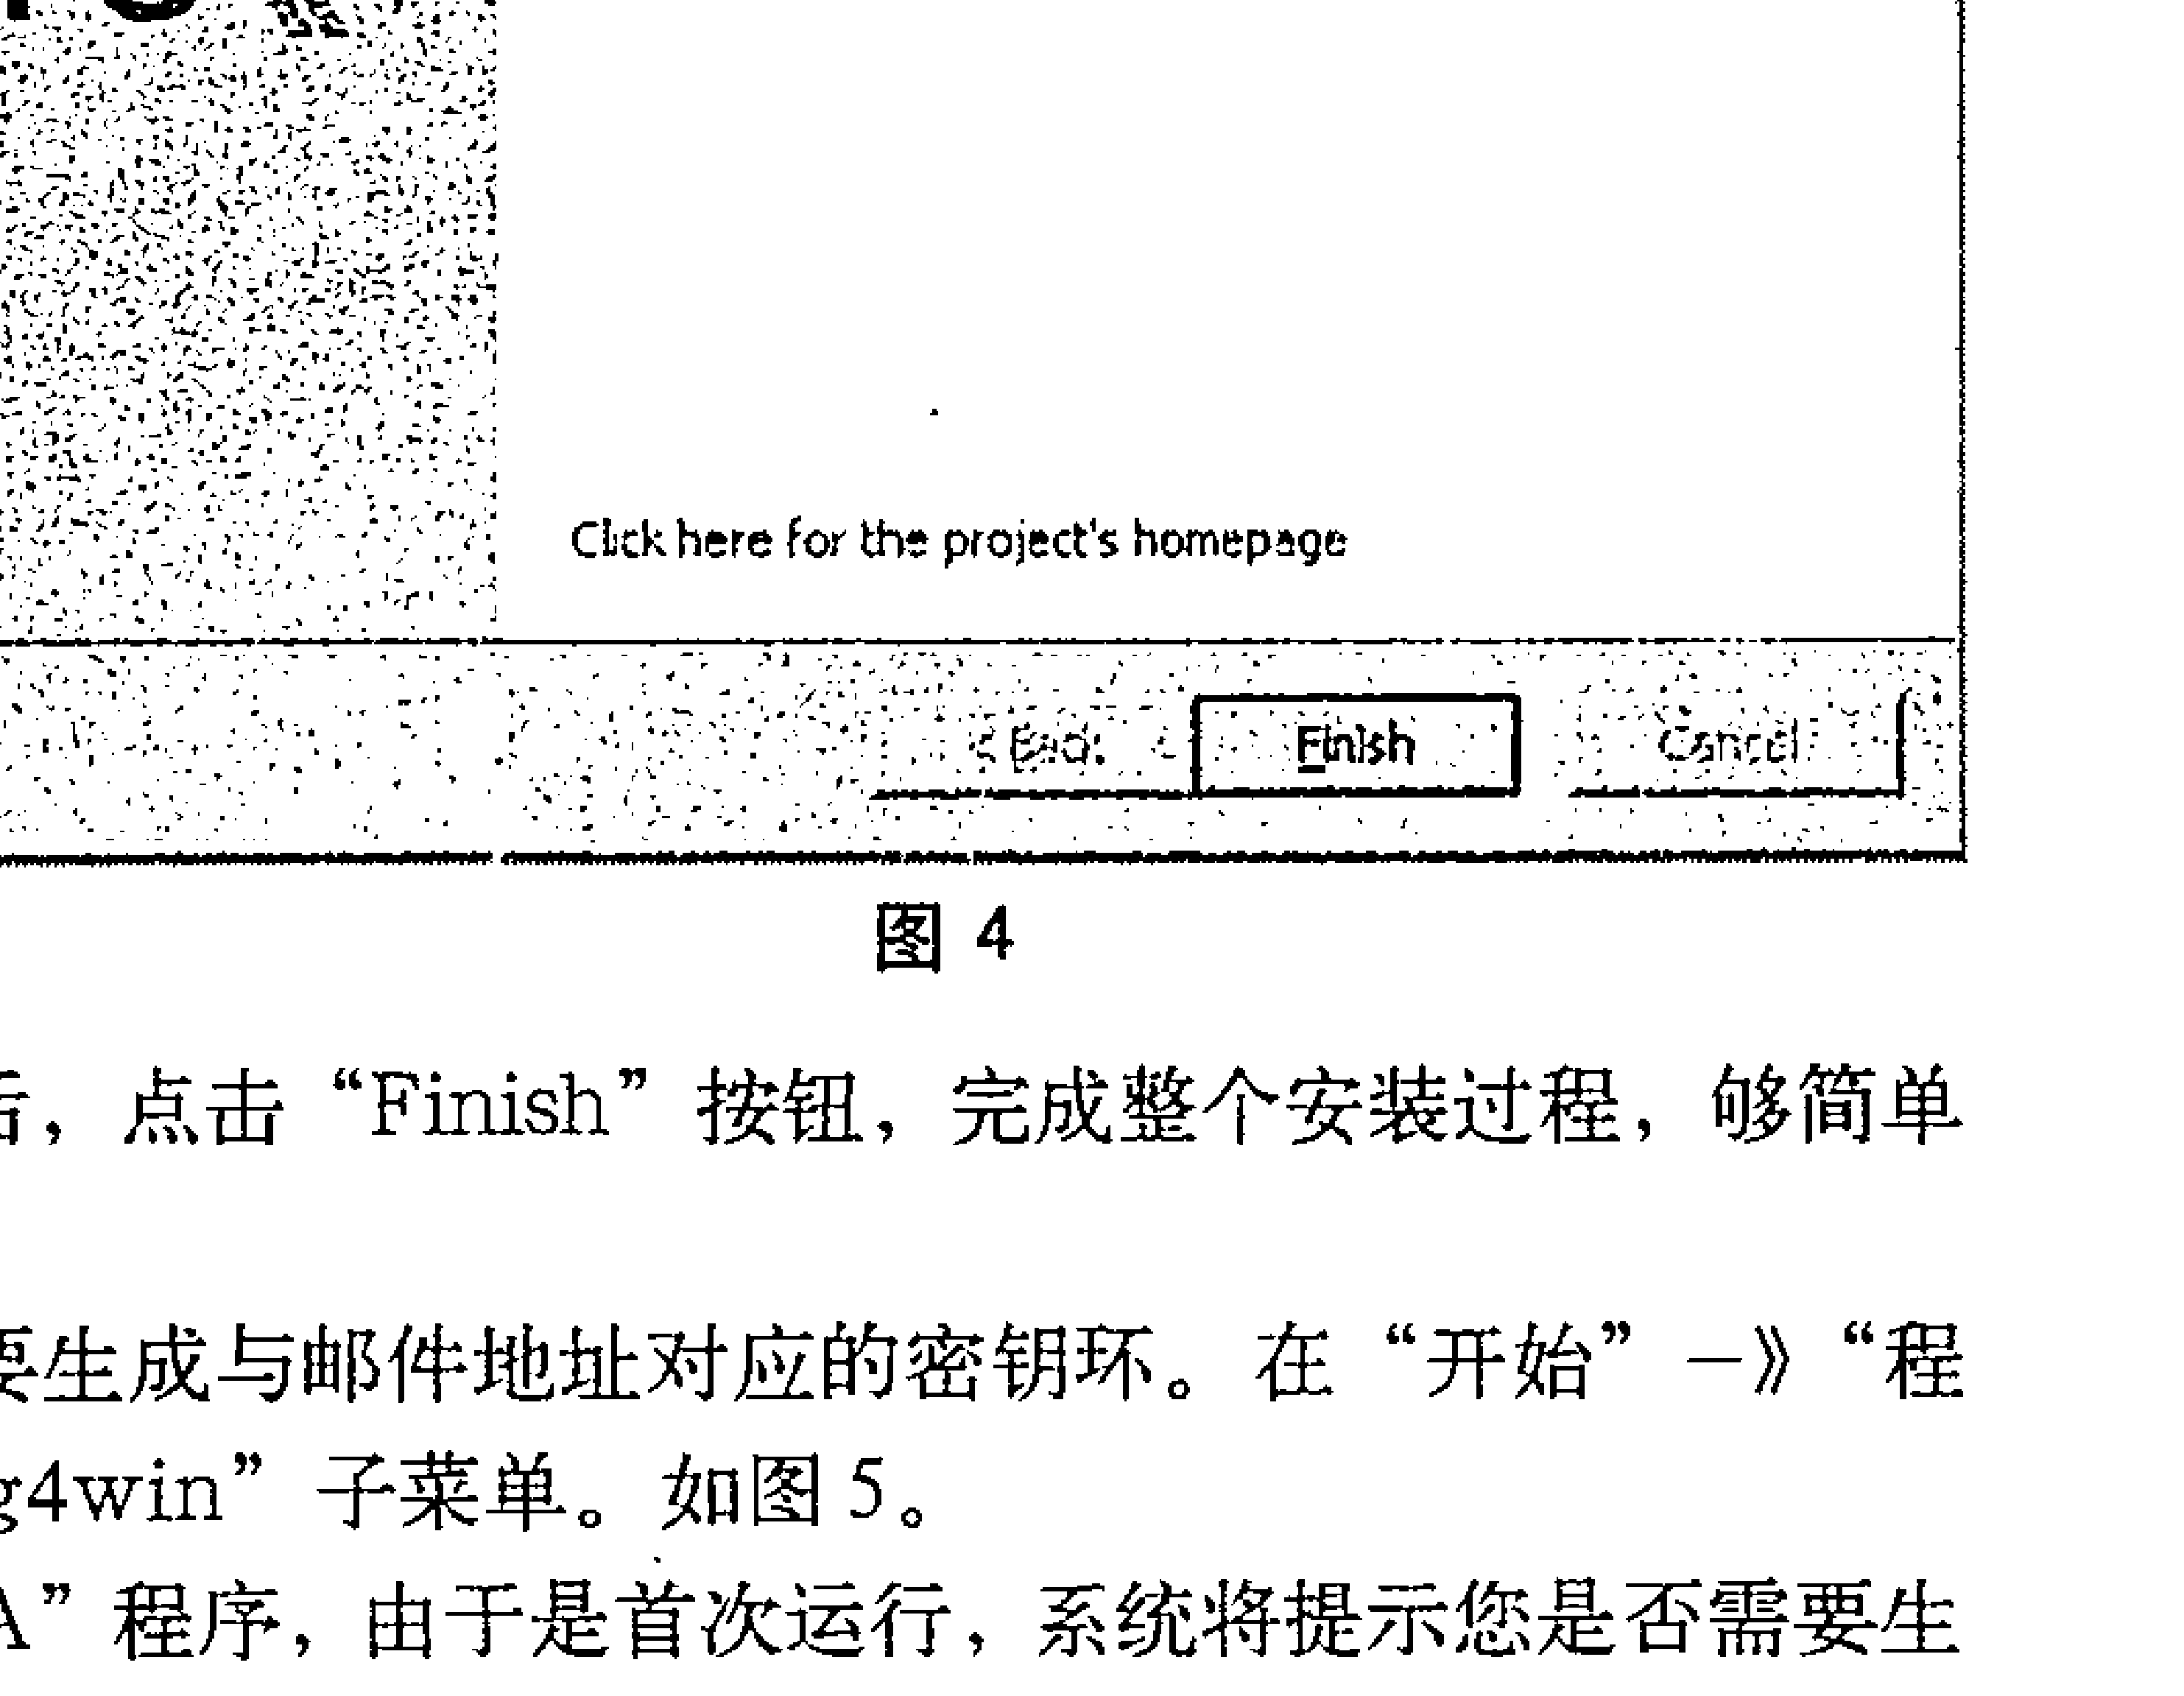 Click here for the project's homepage
< Back Finish Cancel
图 4
后，点击“Finish”按钮，完成整个安装过程，够简单
要生成与邮件地址对应的密钥环。在“开始”—》“程
g4win”子菜单。如图 5。
A”程序，由于是首次运行，系统将提示您是否需要生